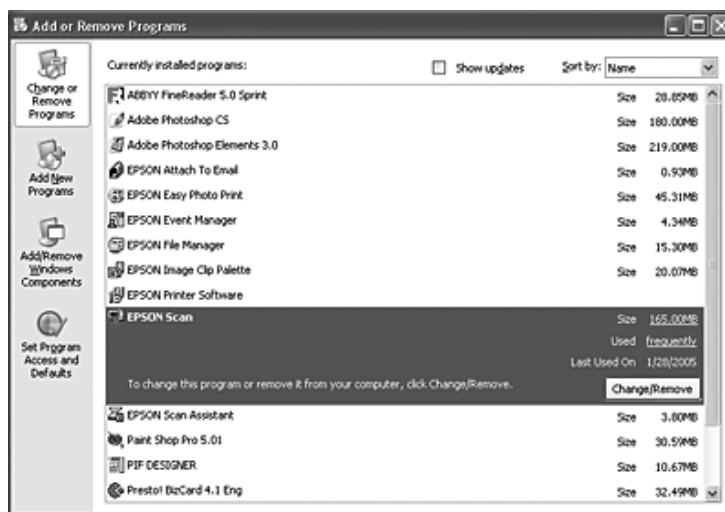 Add or Remove Programs
Change or
Remove
Programs
Add New
Programs
Add/Remove
Windows
Components
Set Program
Access and
Defaults
Currently installed programs:
Show updates
Sort by: Name
ABBYY FineReader 5.0 Sprint Size 28.85MB
Adobe Photoshop CS Size 180.00MB
Adobe Photoshop Elements 3.0 Size 219.00MB
EPSON Attach To Email Size 0.93MB
EPSON Easy Photo Print Size 45.31MB
EPSON Event Manager Size 4.34MB
EPSON File Manager Size 15.30MB
EPSON Image Clip Palette Size 20.07MB
EPSON Printer Software
EPSON Scan Size 165.00MB
Used frequently
Last Used On 1/28/2005
To change this program or remove it from your computer, click Change/Remove. Change/Remove
EPSON Scan Assistant Size 3.80MB
Paint Shop Pro 5.01 Size 30.59MB
PIF DESIGNER Size 10.67MB
Presto! BizCard 4.1 Eng Size 32.49MB